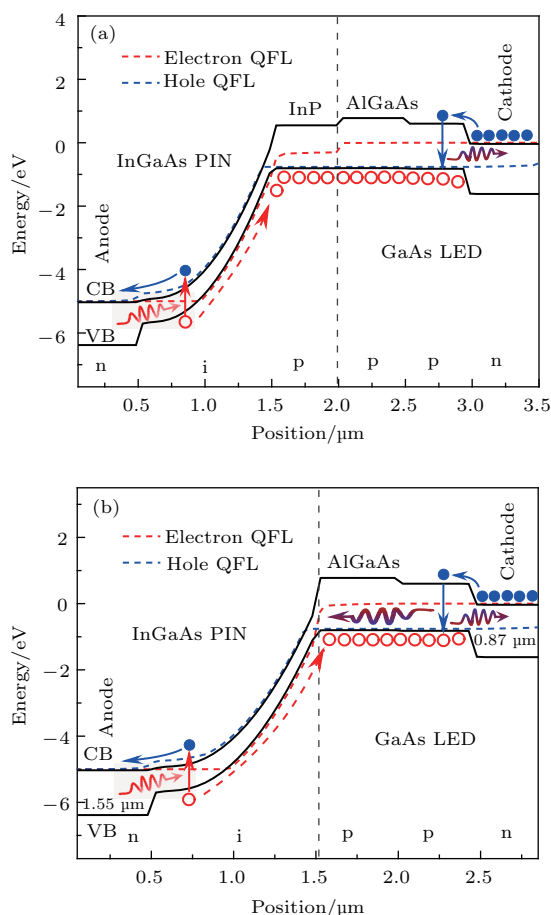 (a)
Electron QFL
Hole QFL
InP
AlGaAs
Cathode
InGaAs PIN
Anode
CB
VB
GaAs LED
n
i
p
p
p
n
4
2
0
-2
-4
-6
Energy/eV
0.5
1.0
1.5
2.0
2.5
3.0
3.5
Position/μm
(b)
Electron QFL
Hole QFL
AlGaAs
Cathode
InGaAs PIN
0.87 μm
Anode
CB
GaAs LED
1.55 μm
VB
n
i
p
p
n
2
0
-2
-4
-6
Energy/eV
0.5
1.0
1.5
2.0
2.5
Position/μm